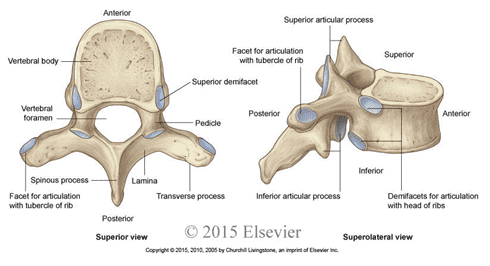 Anterior
Vertebral body
Superior demifacet
Vertebral
foramen
Pedicle
Spinous process
Lamina
Facet for articulation
with tubercle of rib
Transverse process
Posterior
Superior view
Superior articular process
Facet for articulation
with tubercle of rib
Superior
Posterior
Anterior
Inferior
Inferior articular process
Demifacets for articulation
with head of ribs
Superolateral view
© 2015 Elsevier
Copyright © 2015, 2010, 2005 by Churchill Livingstone, an imprint of Elsevier Inc.